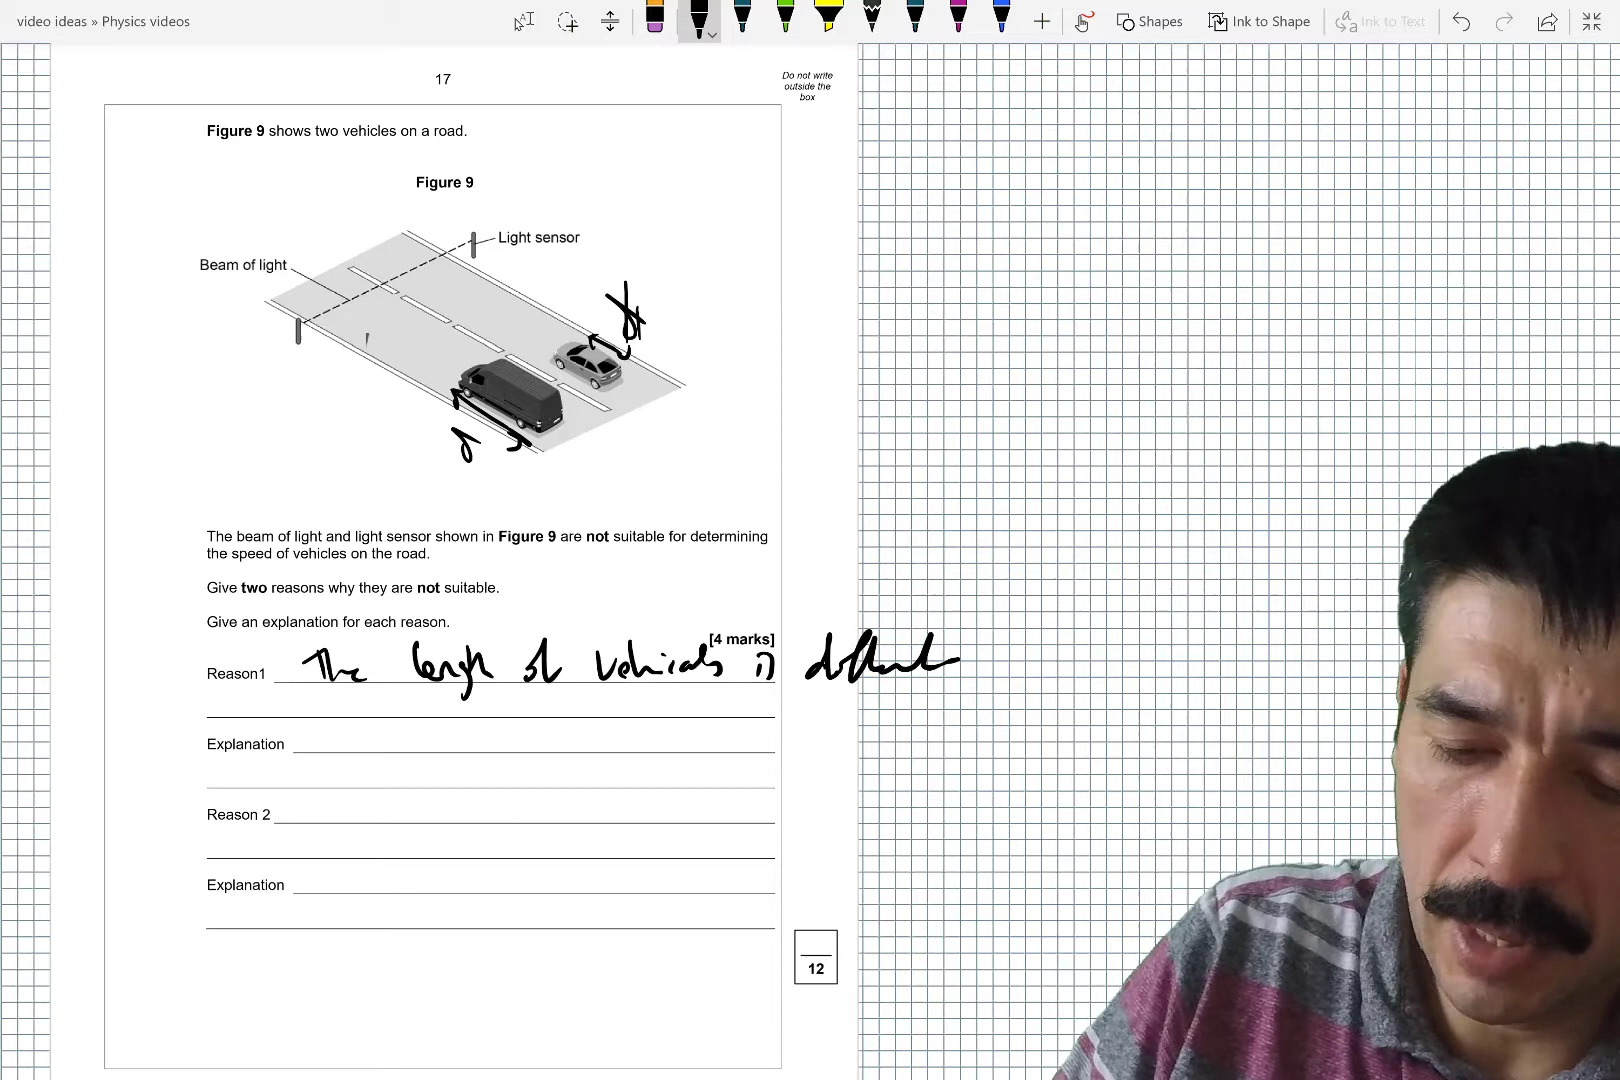 video ideas » Physics videos
Shapes
Ink to Shape
Ink to Text
17
Do not write
outside the
box
Figure 9 shows two vehicles on a road.
Figure 9
Light sensor
Beam of light
The beam of light and light sensor shown in Figure 9 are not suitable for determining
the speed of vehicles on the road.
Give two reasons why they are not suitable.
Give an explanation for each reason.
[4 marks]
Reason1 The length of vehicals is different
Explanation
Reason 2
Explanation
12